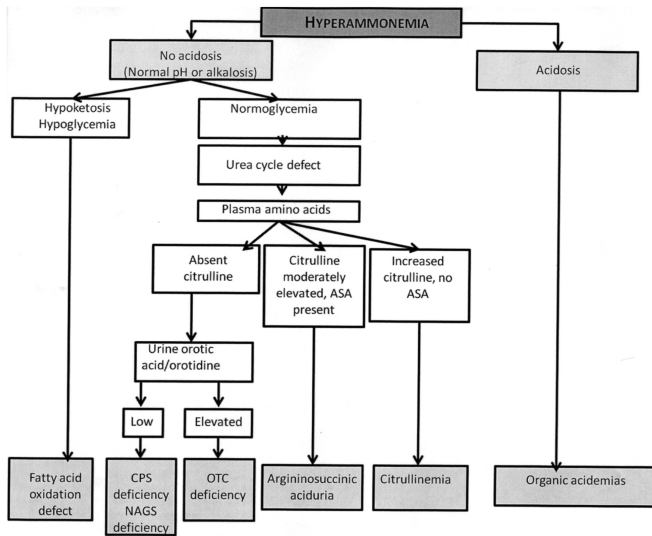 HYPERAMMONEMIA
No acidosis
(Normal pH or alkalosis)
Acidosis
Hypoketosis
Hypoglycemia
Normoglycemia
Urea cycle defect
Plasma amino acids
Absent
citrulline
Citrulline
moderately
elevated, ASA
present
Increased
citrulline, no
ASA
Urine orotic
acid/orotidine
Low
Elevated
Fatty acid
oxidation
defect
CPS
deficiency
NAGS
deficiency
OTC
deficiency
Argininosuccinic
aciduria
Citrullinemia
Organic acidemias